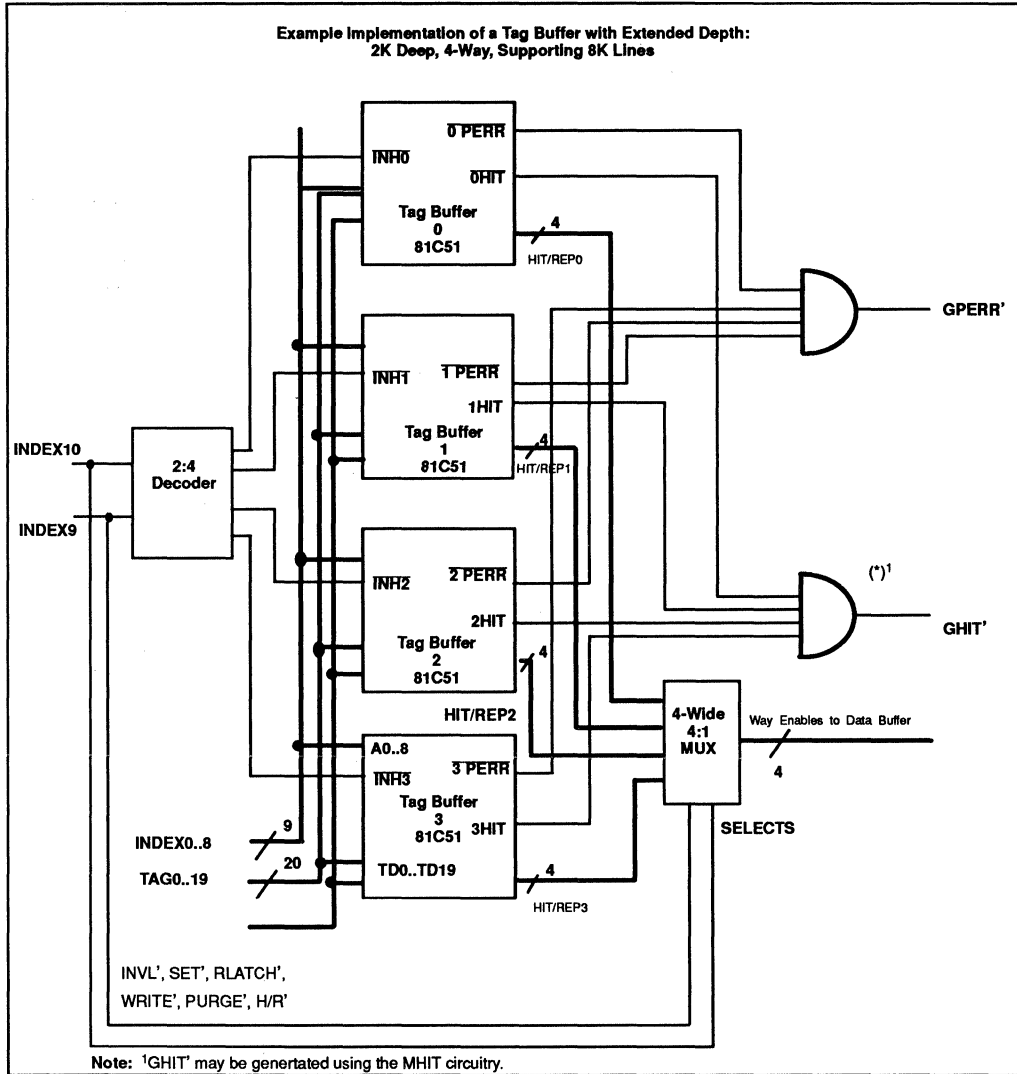 Example Implementation of a Tag Buffer with Extended Depth:
2K Deep, 4-Way, Supporting 8K Lines
0 PERR
INH0
0HIT
Tag Buffer
0
81C51
4
HIT/REP0
GPERR'
1 PERR
INH1
1HIT
Tag Buffer
1
81C51
4
HIT/REP1
INDEX10
2:4
Decoder
INDEX9
2 PERR
INH2
2HIT
Tag Buffer
2
81C51
4
HIT/REP2
(*)1
GHIT'
4-Wide
4:1
MUX
Way Enables to Data Buffer
4
SELECTS
A0..8
3 PERR
INH3
Tag Buffer
3
81C51
3HIT
TD0..TD19
4
HIT/REP3
INDEX0..8
9
TAG0..19
20
INVL', SET', RLATCH',
WRITE', PURGE', H/R'
Note: 1GHIT' may be genertated using the MHIT circuitry.